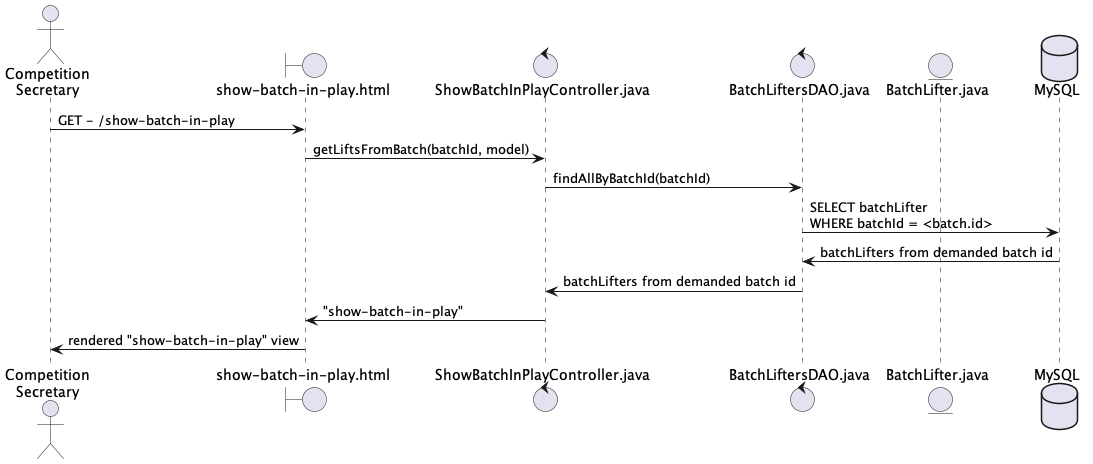 Competition
Secretary
show-batch-in-play.html
ShowBatchInPlayController.java
BatchLiftersDAO.java
BatchLifter.java
MySQL
GET - /show-batch-in-play
getLiftsFromBatch(batchId, model)
findAllByBatchId(batchId)
SELECT batchLifter
WHERE batchId = <batch.id>
batchLifters from demanded batch id
batchLifters from demanded batch id
"show-batch-in-play"
rendered "show-batch-in-play" view
Competition
Secretary
show-batch-in-play.html
ShowBatchInPlayController.java
BatchLiftersDAO.java
BatchLifter.java
MySQL